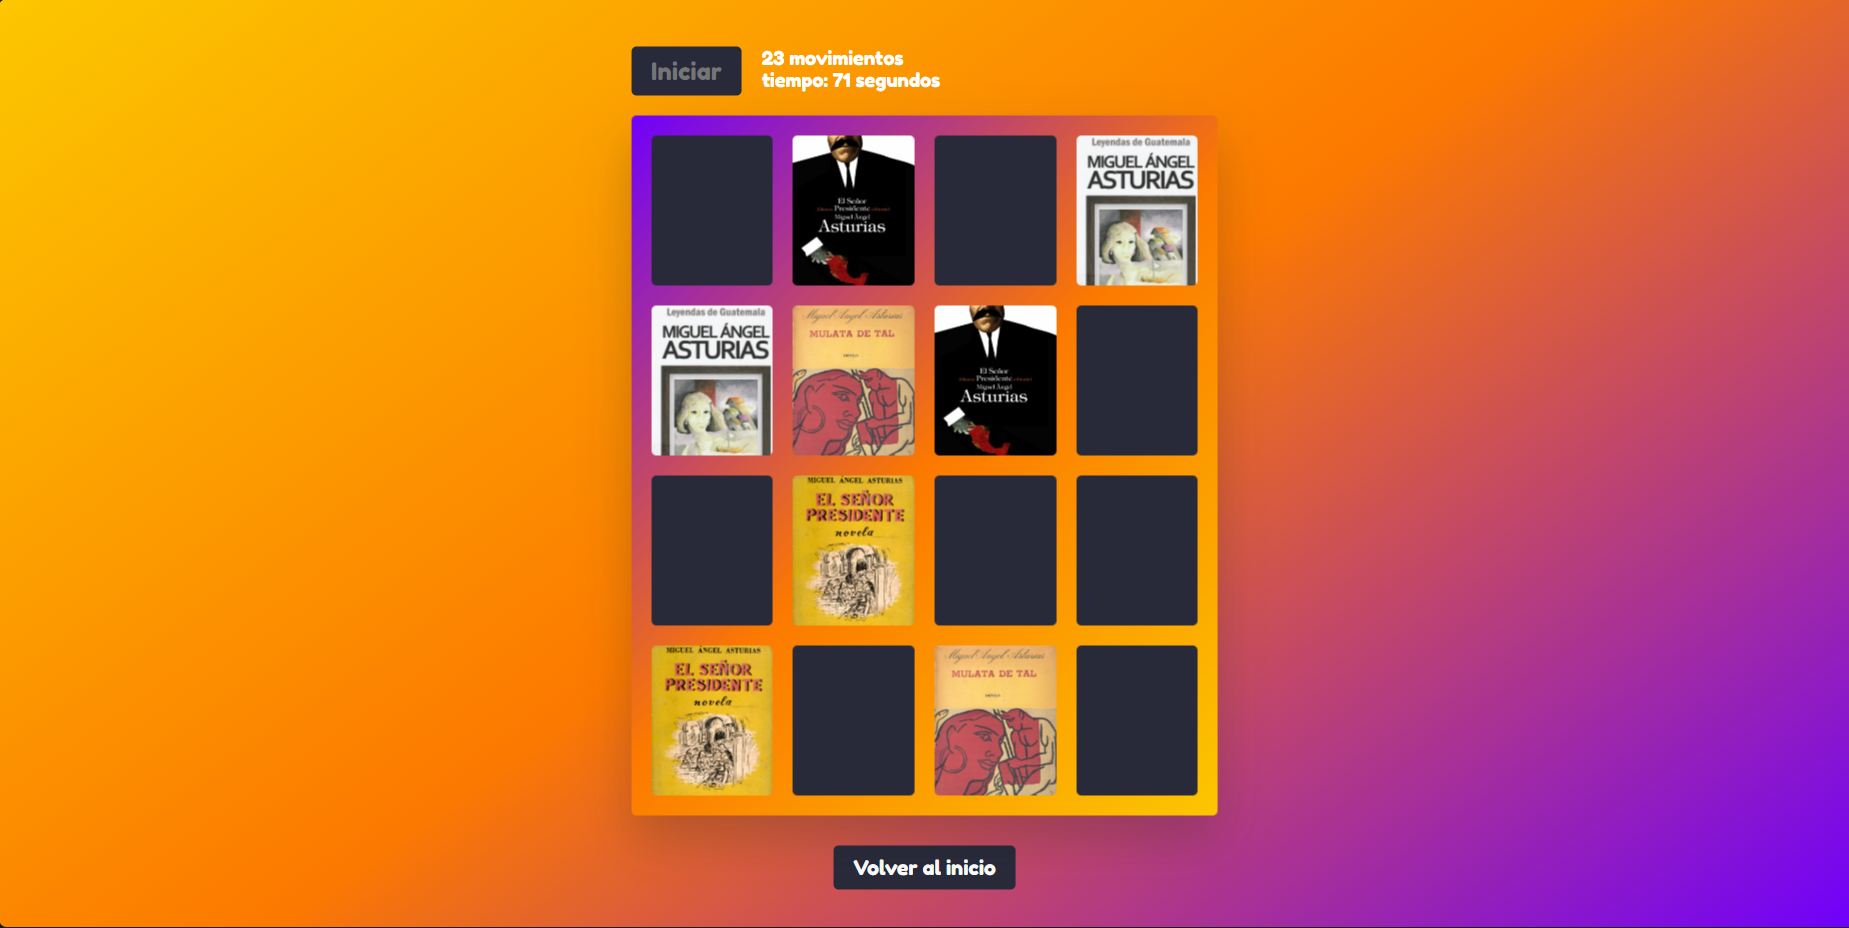 Iniciar
23 movimientos
tiempo: 71 segundos
El Señor
Presidente
Miguel Ángel
Asturias
Leyendas de Guatemala
MIGUEL ÁNGEL
ASTURIAS
Leyendas de Guatemala
MIGUEL ÁNGEL
ASTURIAS
Miguel Angel Asturias
MULATA DE TAL
El Señor
Presidente
Miguel Ángel
Asturias
MIGUEL ÁNGEL ASTURIAS
EL SEÑOR
PRESIDENTE
novela
MIGUEL ÁNGEL ASTURIAS
EL SEÑOR
PRESIDENTE
novela
Miguel Angel Asturias
MULATA DE TAL
Volver al inicio